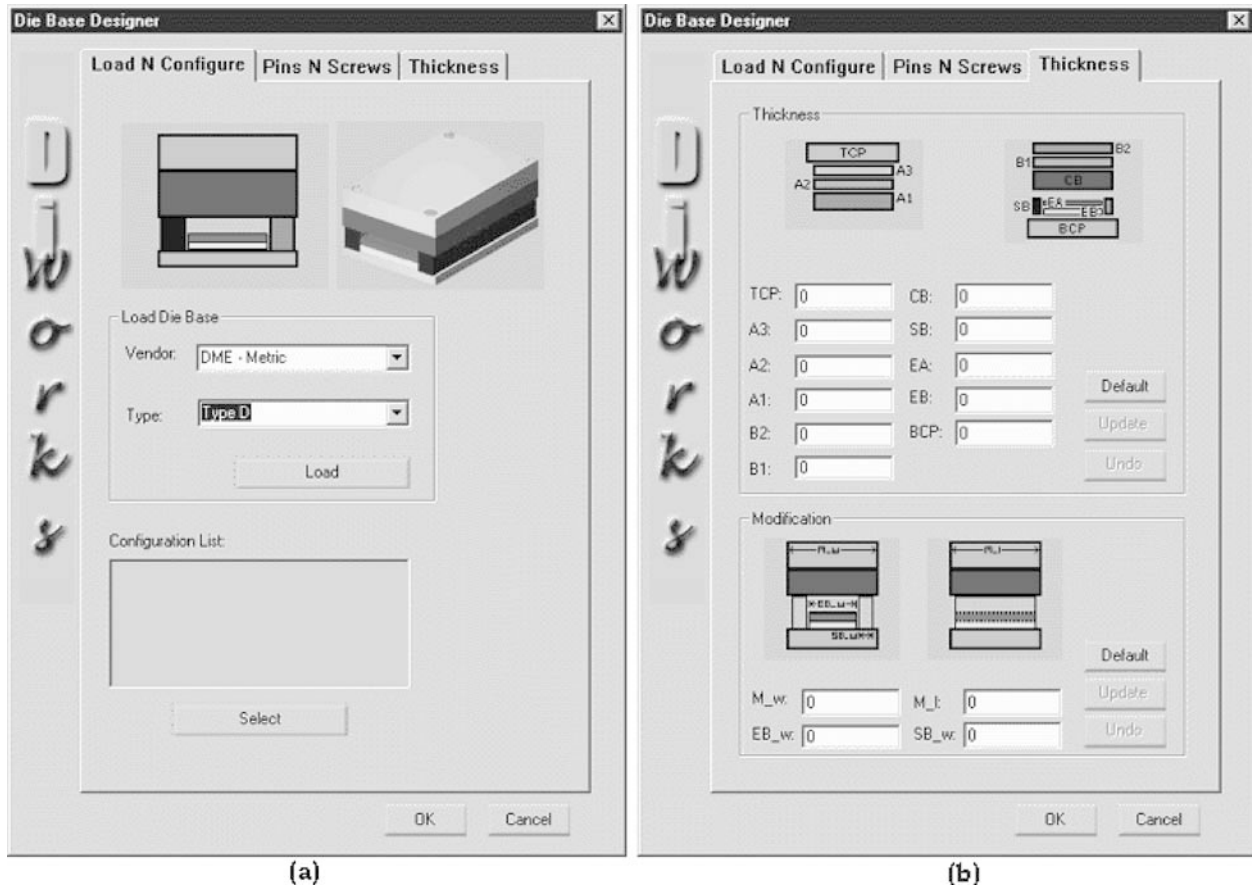 Die Base Designer
Load N Configure
Pins N Screws
Thickness
D
i
w
o
r
k
s
Load Die Base
Vendor:
DME - Metric
Type:
Type D
Load
Configuration List:
Select
OK
Cancel
(a)
Die Base Designer
Load N Configure
Pins N Screws
Thickness
D
i
w
o
r
k
s
Thickness
TCP
A3
A2
A1
B2
B1
CB
SB
EA
EB
BCP
TCP: 0 CB: 0
A3: 0 SB: 0
A2: 0 EA: 0
A1: 0 EB: 0
B2: 0 BCP: 0
B1: 0
Default
Update
Undo
Modification
M_w
M_l
EB_w
SB_w
M_w: 0 M_l: 0
EB_w: 0 SB_w: 0
Default
Update
Undo
OK
Cancel
(b)